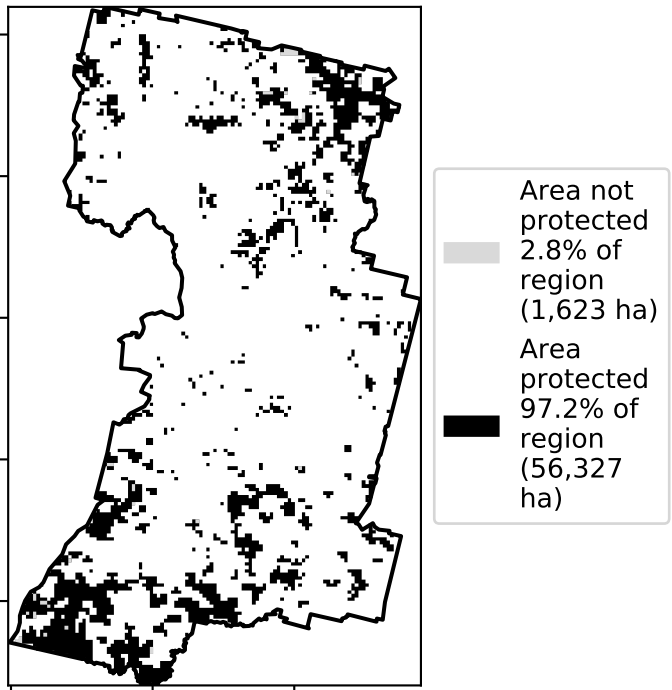 Area not
protected
2.8% of
region
(1,623 ha)
Area
protected
97.2% of
region
(56,327
ha)